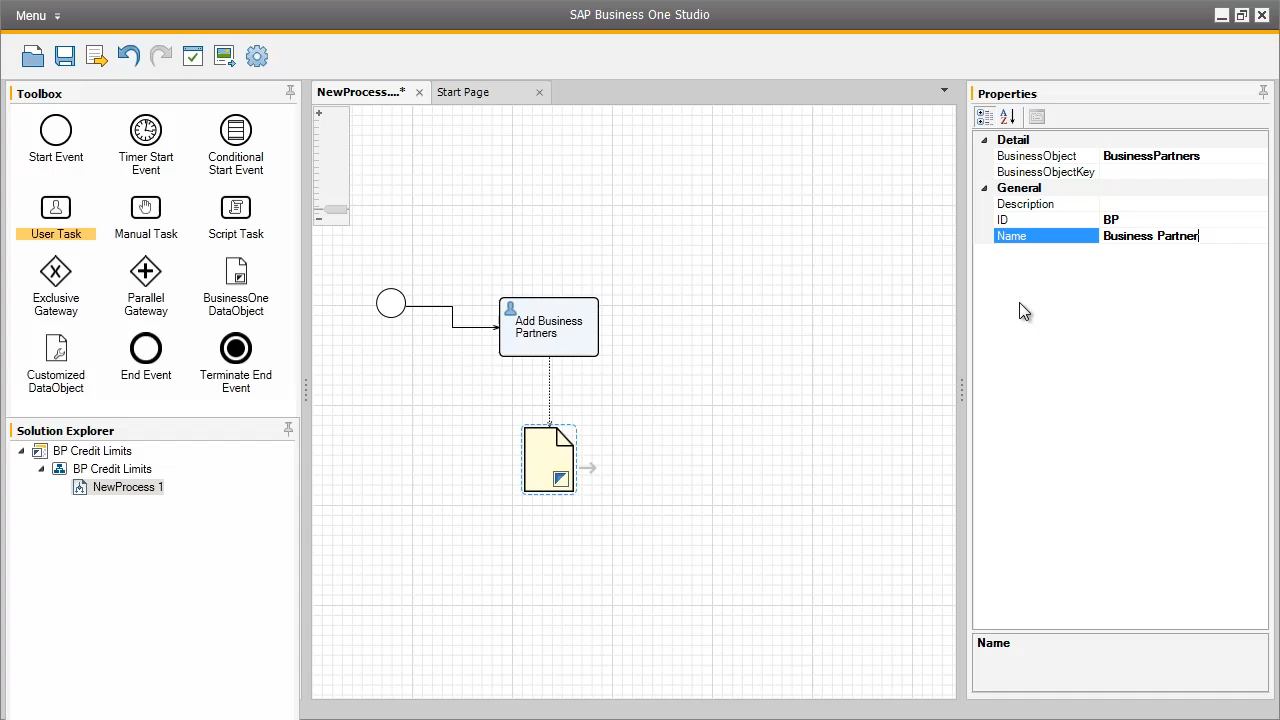 Menu
SAP Business One Studio
Toolbox
Start Event
Timer Start Event
Conditional Start Event
User Task
Manual Task
Script Task
Exclusive Gateway
Parallel Gateway
BusinessOne DataObject
Customized DataObject
End Event
Terminate End Event
Solution Explorer
BP Credit Limits
BP Credit Limits
NewProcess 1
NewProcess....*
Start Page
Add Business
Partners
Properties
Detail
BusinessObject BusinessPartners
BusinessObjectKey
General
Description
ID BP
Name Business Partner
Name